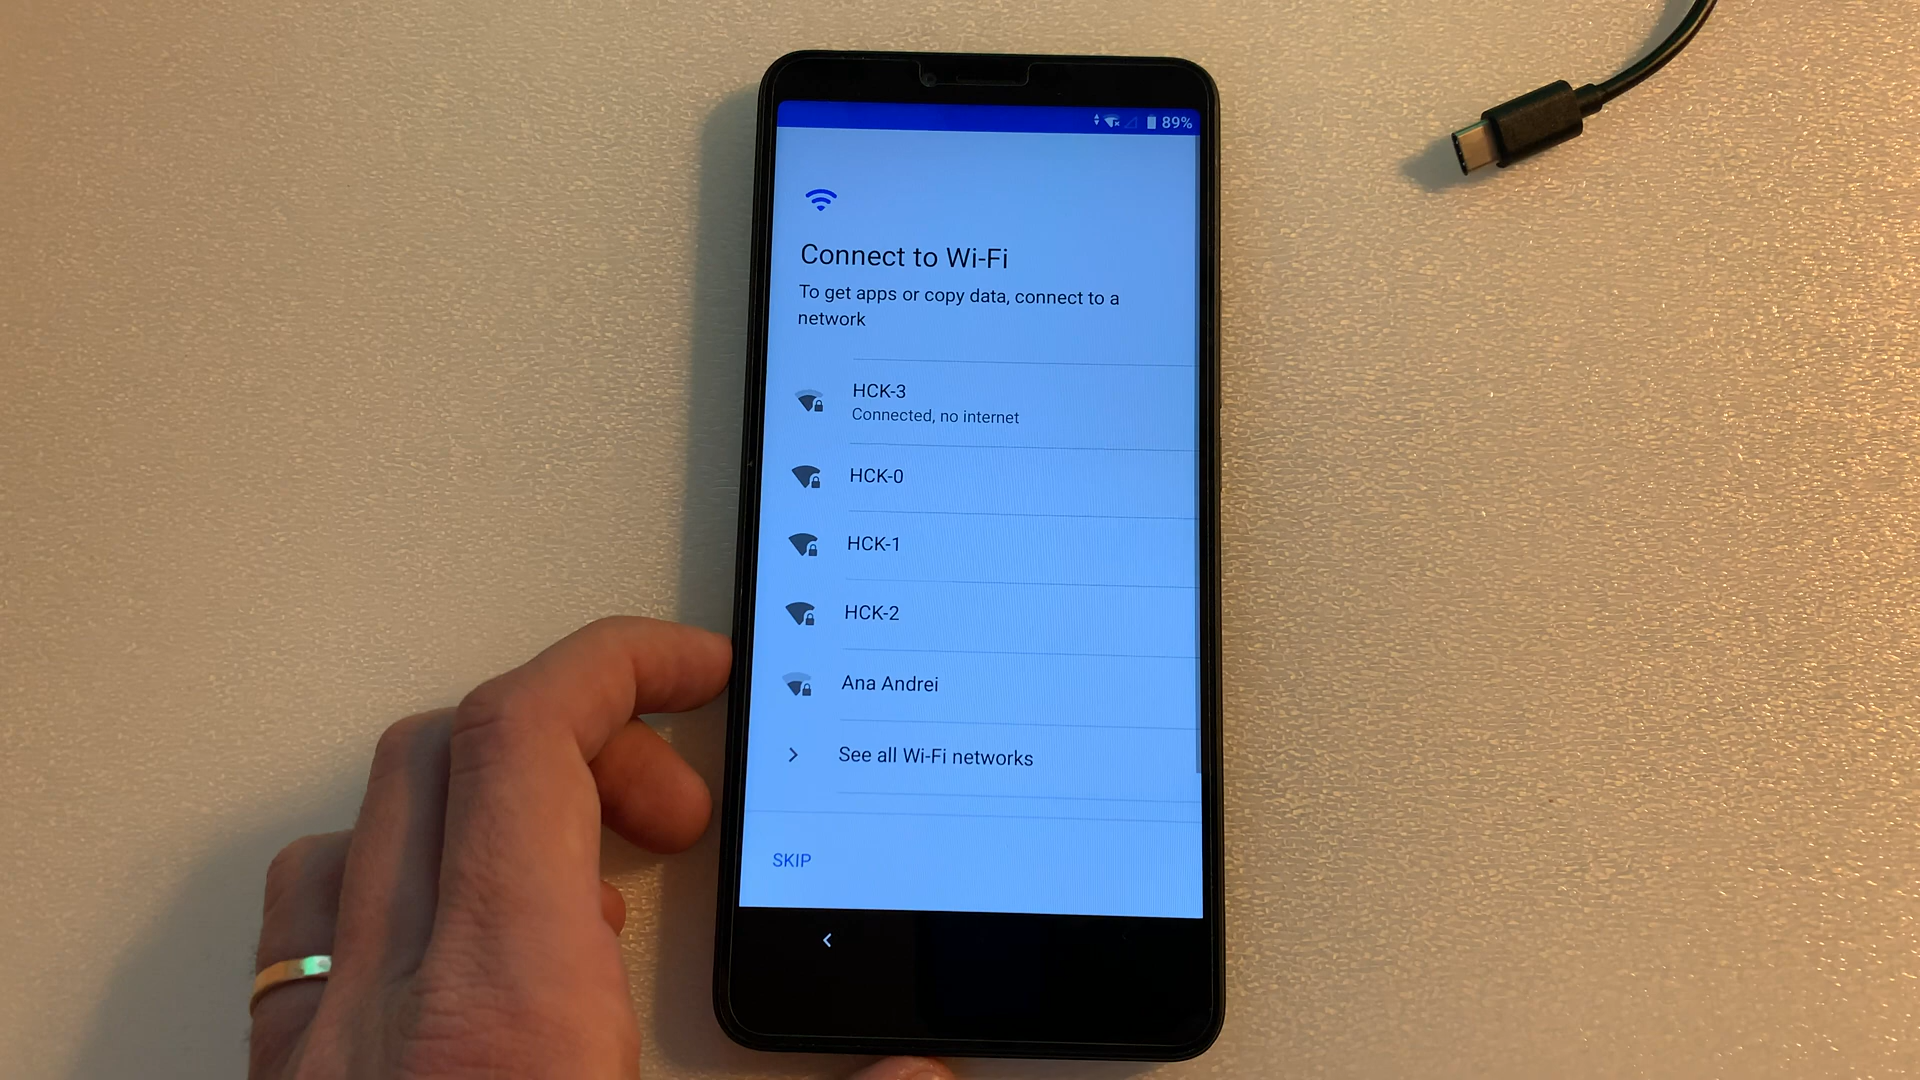 89%
Connect to Wi-Fi
To get apps or copy data, connect to a
network
HCK-3
Connected, no internet
HCK-0
HCK-1
HCK-2
Ana Andrei
See all Wi-Fi networks
SKIP